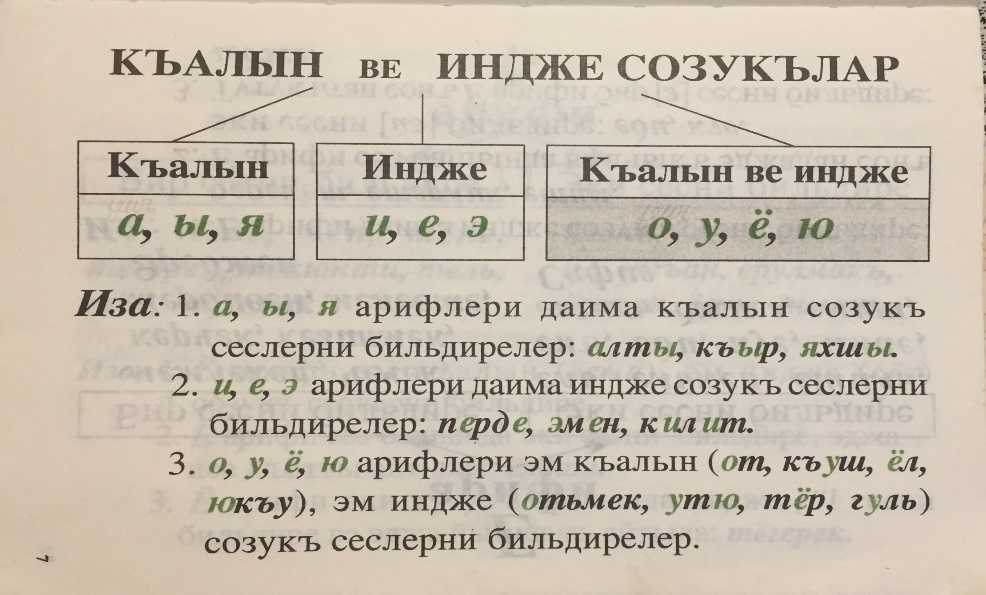 КЪАЛЫН ВЕ ИНДЖЕ СОЗУКЪЛАР
Къалын Индже Къалын ве индже
а, ы, я и, е, э о, у, ё, ю
Иза: 1. а, ы, я арифлери даима къалын созукъ
сеслерни бильдирелер: алты, къыр, яхшы.
2. и, е, э арифлери даима индже созукъ сеслерни
бильдирелер: перде, эмен, килит.
3. о, у, ё, ю арифлери эм къалын (от, къуш, ёл,
юкъу), эм индже (отьмек, утю, тёр, гуль)
созукъ сеслерни бильдирелер.